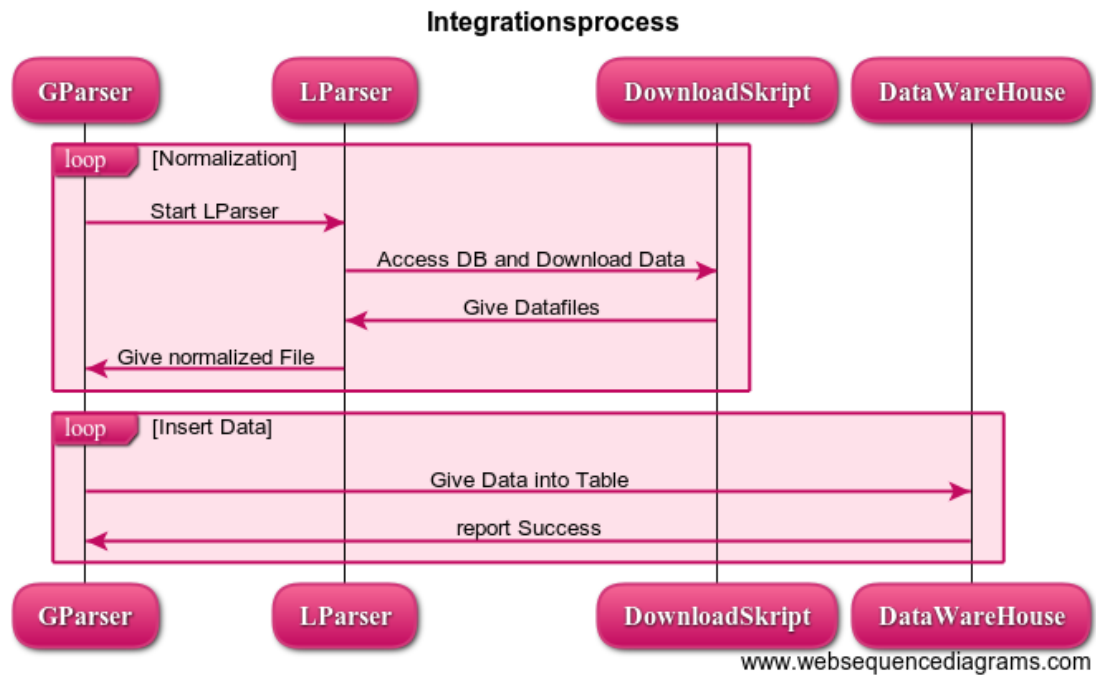 Integrationsprocess
GParser LParser DownloadSkript DataWareHouse
loop [Normalization]
Start LParser
Access DB and Download Data
Give Datafiles
Give normalized File
loop [Insert Data]
Give Data into Table
report Success
GParser LParser DownloadSkript DataWareHouse
www.websequencediagrams.com